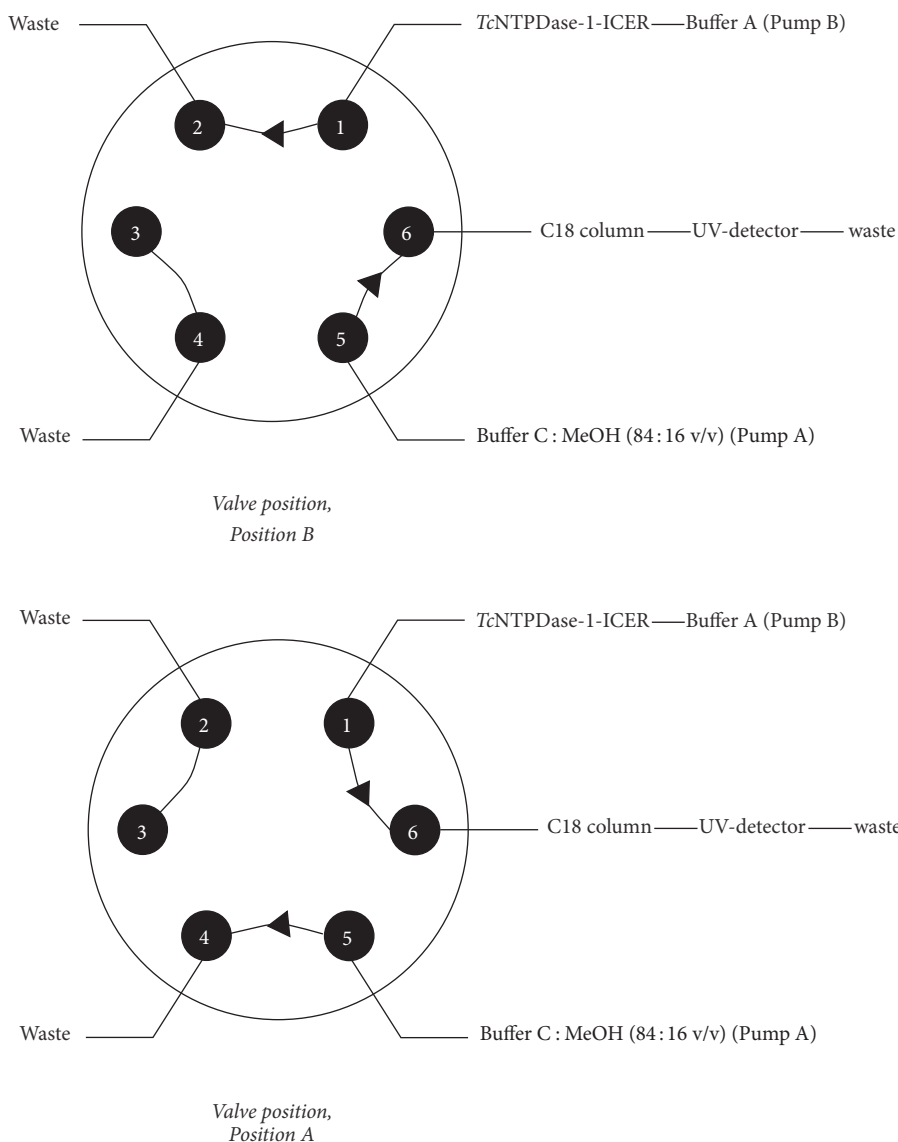 Waste
TcNTPDase-1-ICER — Buffer A (Pump B)
2
1
3
6
C18 column — UV-detector — waste
4
5
Waste
Buffer C : MeOH (84 : 16 v/v) (Pump A)
Valve position,
Position B
Waste
TcNTPDase-1-ICER — Buffer A (Pump B)
2
1
3
6
C18 column — UV-detector — waste
4
5
Waste
Buffer C : MeOH (84 : 16 v/v) (Pump A)
Valve position,
Position A